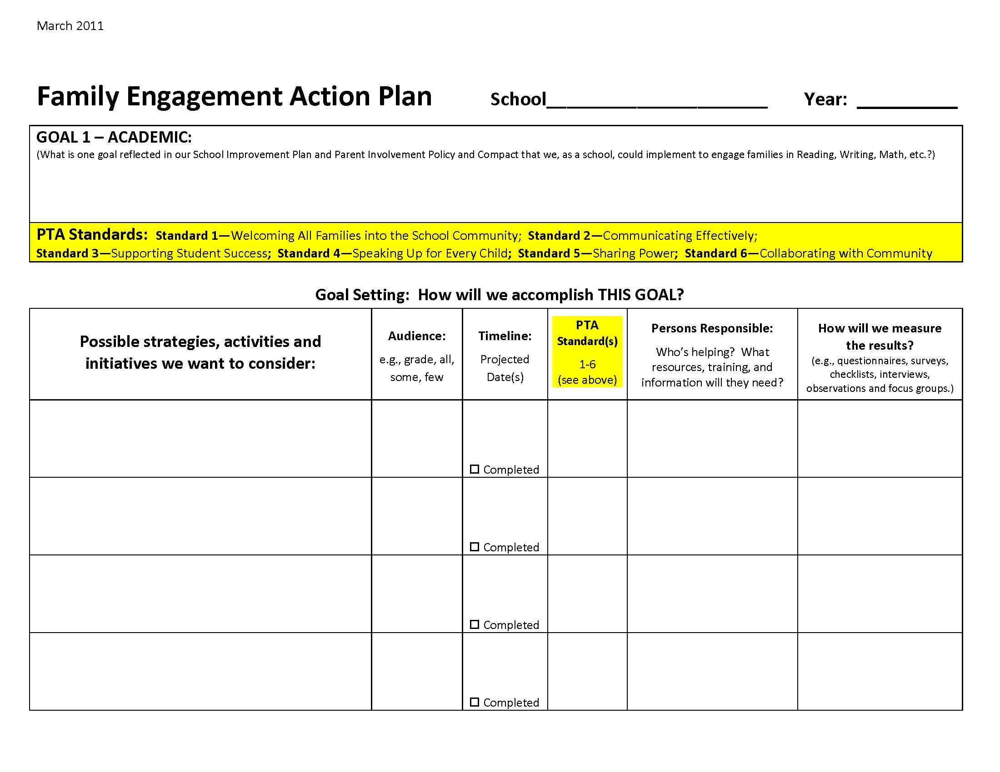 March 2011
Family Engagement Action Plan School______________________ Year: __________
GOAL 1 – ACADEMIC:
(What is one goal reflected in our School Improvement Plan and Parent Involvement Policy and Compact that we, as a school, could implement to engage families in Reading, Writing, Math, etc.?)
PTA Standards: Standard 1—Welcoming All Families into the School Community; Standard 2—Communicating Effectively;
Standard 3—Supporting Student Success; Standard 4—Speaking Up for Every Child; Standard 5—Sharing Power; Standard 6—Collaborating with Community
Goal Setting: How will we accomplish THIS GOAL?
Possible strategies, activities and
initiatives we want to consider:
Audience:
e.g., grade, all,
some, few
Timeline:
Projected
Date(s)
PTA
Standard(s)
1-6
(see above)
Persons Responsible:
Who’s helping? What
resources, training, and
information will they need?
How will we measure
the results?
(e.g., questionnaires, surveys,
checklists, interviews,
observations and focus groups.)
☐ Completed
☐ Completed
☐ Completed
☐ Completed